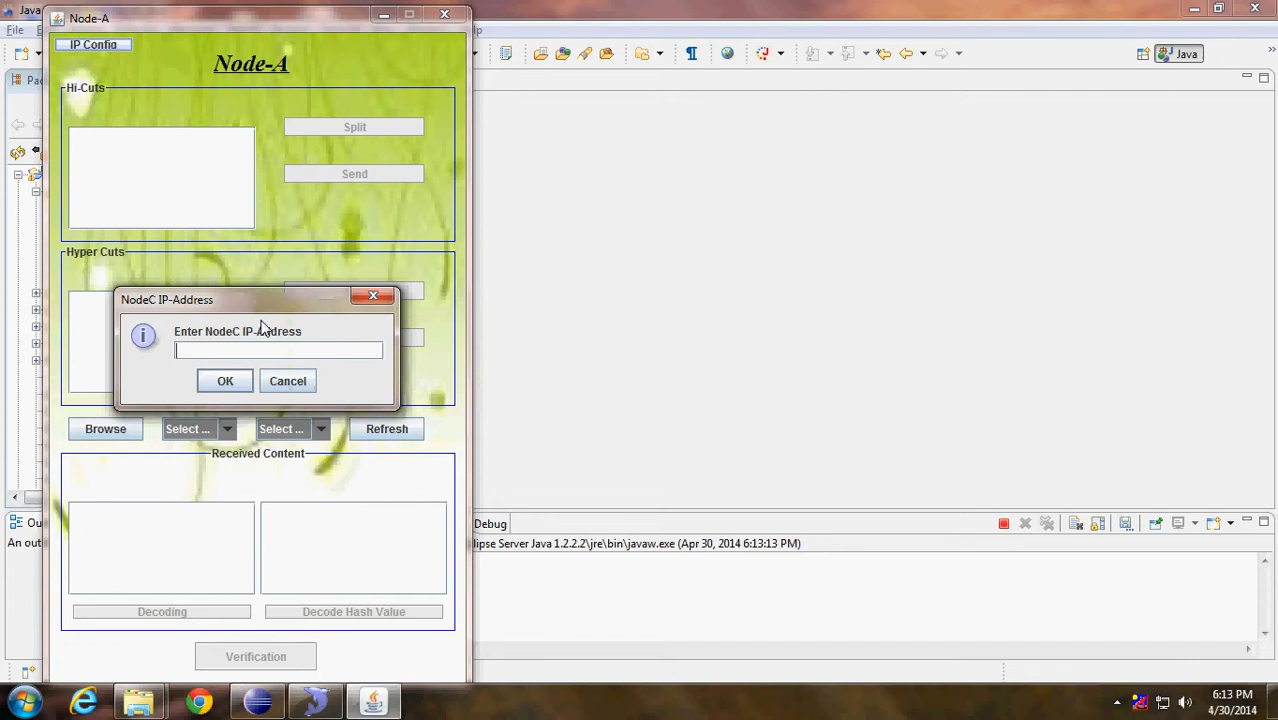 Java
Node-A
File
lp
IP Config
Node-A
Java
Hi-Cuts
Split
Send
Hyper Cuts
NodeC IP-Address
Enter NodeC IP-Address
OK
Cancel
Browse
Select ...
Select ...
Refresh
Received Content
Ou
Debug
An out
lipse Server Java 1.2.2.2\jre\bin\javaw.exe (Apr 30, 2014 6:13:13 PM)
Decoding
Decode Hash Value
Verification
6:13 PM
4/30/2014